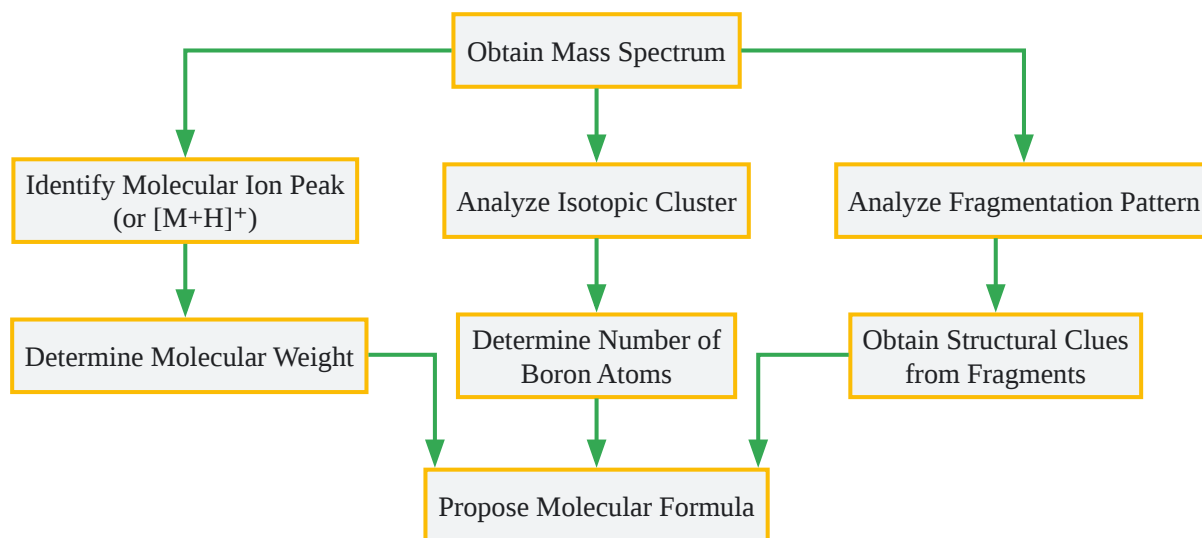 Obtain Mass Spectrum
Identify Molecular Ion Peak
(or [M+H]⁺)
Analyze Isotopic Cluster
Analyze Fragmentation Pattern
Determine Molecular Weight
Determine Number of
Boron Atoms
Obtain Structural Clues
from Fragments
Propose Molecular Formula